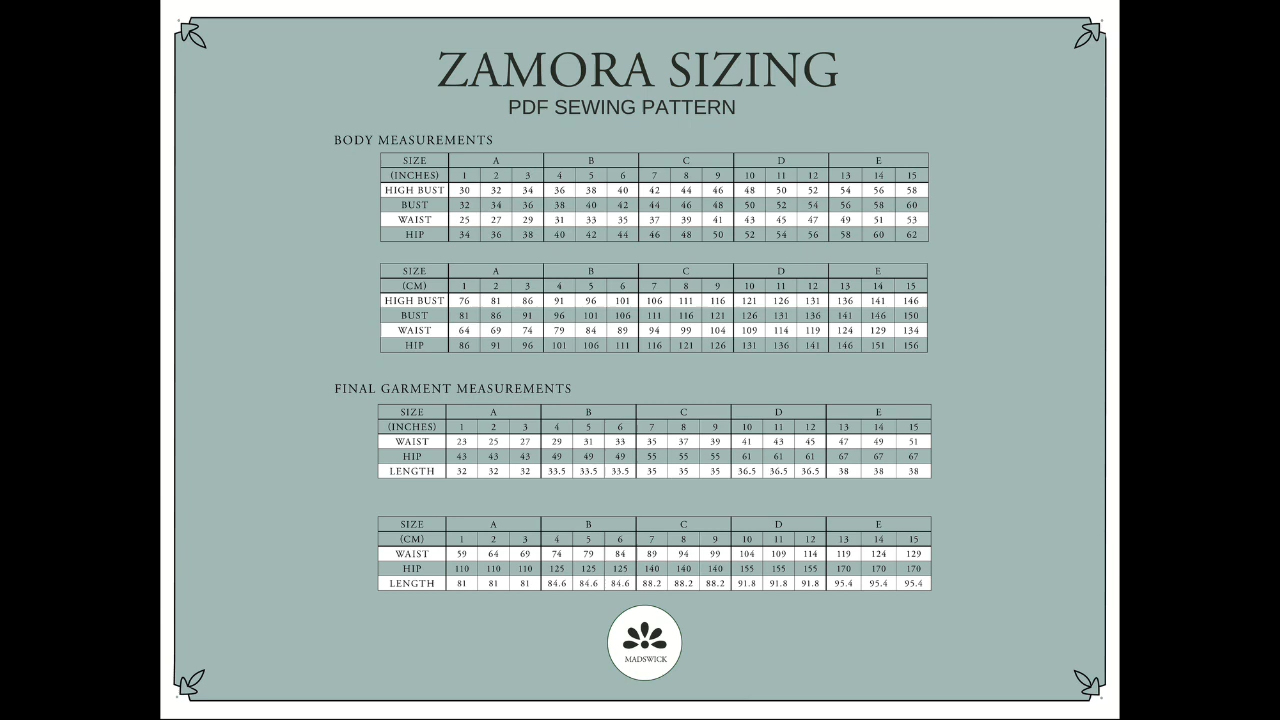 ZAMORA SIZING
PDF SEWING PATTERN
BODY MEASUREMENTS
SIZE A B C D E
(INCHES) 1 2 3 4 5 6 7 8 9 10 11 12 13 14 15
HIGH BUST 30 32 34 36 38 40 42 44 46 48 50 52 54 56 58
BUST 32 34 36 38 40 42 44 46 48 50 52 54 56 58 60
WAIST 25 27 29 31 33 35 37 39 41 43 45 47 49 51 53
HIP 34 36 38 40 42 44 46 48 50 52 54 56 58 60 62
SIZE A B C D E
(CM) 1 2 3 4 5 6 7 8 9 10 11 12 13 14 15
HIGH BUST 76 81 86 91 96 101 106 111 116 121 126 131 136 141 146
BUST 81 86 91 96 101 106 111 116 121 126 131 136 141 146 150
WAIST 64 69 74 79 84 89 94 99 104 109 114 119 124 129 134
HIP 86 91 96 101 106 111 116 121 126 131 136 141 146 151 156
FINAL GARMENT MEASUREMENTS
SIZE A B C D E
(INCHES) 1 2 3 4 5 6 7 8 9 10 11 12 13 14 15
WAIST 23 25 27 29 31 33 35 37 39 41 43 45 47 49 51
HIP 43 43 43 49 49 49 55 55 55 61 61 61 67 67 67
LENGTH 32 32 32 33.5 33.5 33.5 35 35 35 36.5 36.5 36.5 38 38 38
SIZE A B C D E
(CM) 1 2 3 4 5 6 7 8 9 10 11 12 13 14 15
WAIST 59 64 69 74 79 84 89 94 99 104 109 114 119 124 129
HIP 110 110 110 125 125 125 140 140 140 155 155 155 170 170 170
LENGTH 81 81 81 84.6 84.6 84.6 88.2 88.2 88.2 91.8 91.8 91.8 95.4 95.4 95.4
MADSWICK